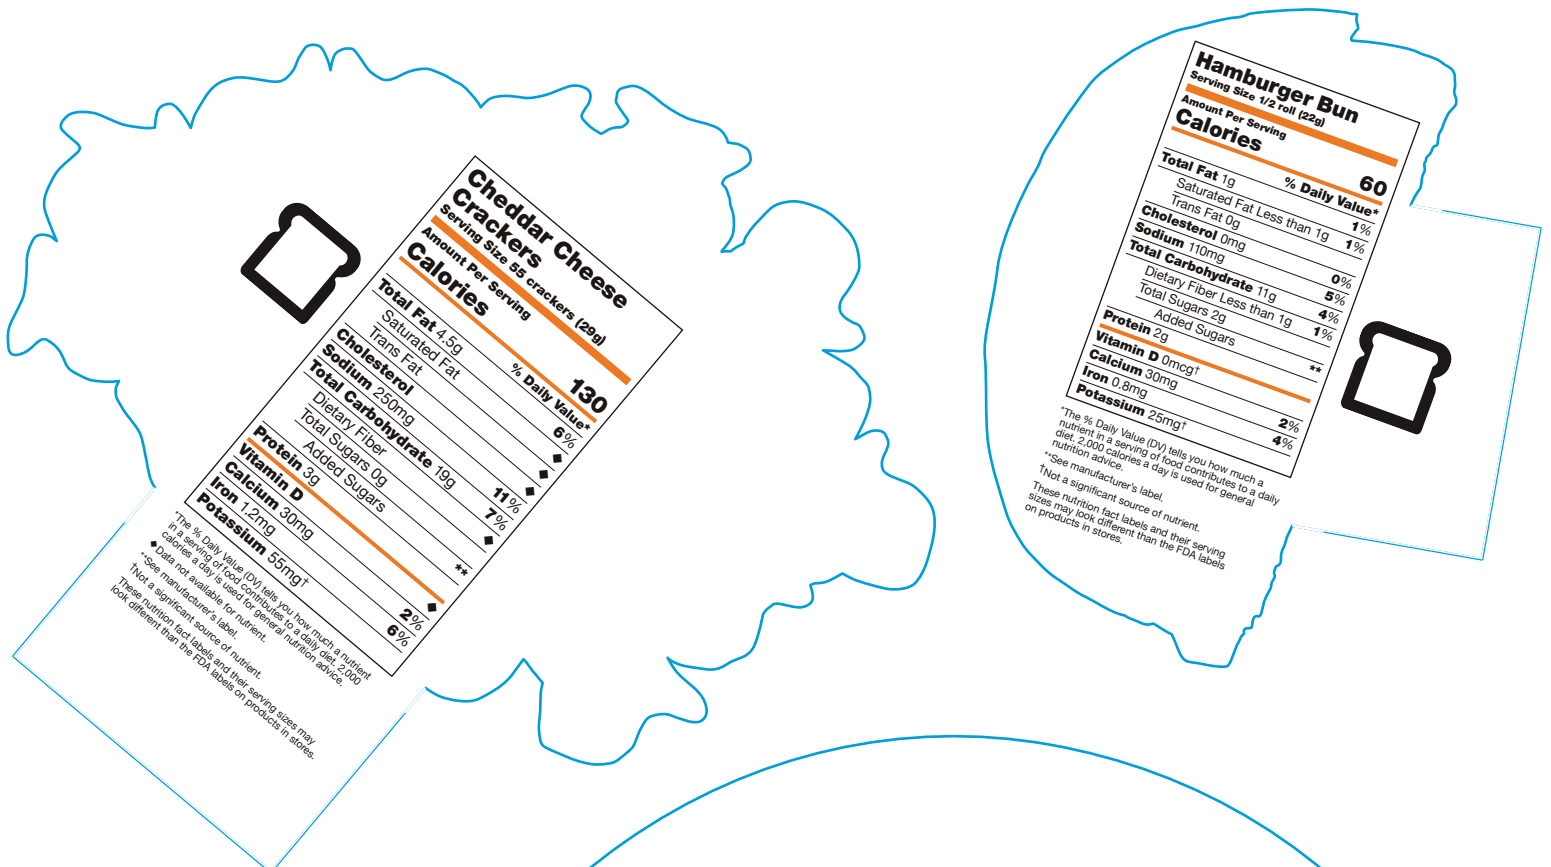 Cheddar Cheese
Crackers
Serving Size 55 crackers (29g)
Amount Per Serving
Calories 130
% Daily Value*
Total Fat 4.5g 6%
Saturated Fat ◆
Trans Fat ◆
Cholesterol ◆
Sodium 250mg 11%
Total Carbohydrate 19g 7%
Dietary Fiber ◆
Total Sugars 0g
Added Sugars **
Protein 3g
Vitamin D ◆
Calcium 30mg 2%
Iron 1.2mg 6%
Potassium 55mg†
*The % Daily Value (DV) tells you how much a nutrient
in a serving of food contributes to a daily diet. 2,000
calories a day is used for general nutrition advice.
◆Data not available for nutrient.
**See manufacturer's label.
†Not a significant source of nutrient.
These nutrition fact labels and their serving sizes may
look different than the FDA labels on products in stores.
Hamburger Bun
Serving Size 1/2 roll (22g)
Amount Per Serving
Calories 60
% Daily Value*
Total Fat 1g 1%
Saturated Fat Less than 1g 1%
Trans Fat 0g
Cholesterol 0mg 0%
Sodium 110mg 5%
Total Carbohydrate 11g 4%
Dietary Fiber Less than 1g 1%
Total Sugars 2g
Added Sugars **
Protein 2g
Vitamin D 0mcg†
Calcium 30mg 2%
Iron 0.8mg 4%
Potassium 25mg†
*The % Daily Value (DV) tells you how much a
nutrient in a serving of food contributes to a daily
diet. 2,000 calories a day is used for general
nutrition advice.
**See manufacturer's label.
†Not a significant source of nutrient.
These nutrition fact labels and their serving
sizes may look different than the FDA labels
on products in stores.